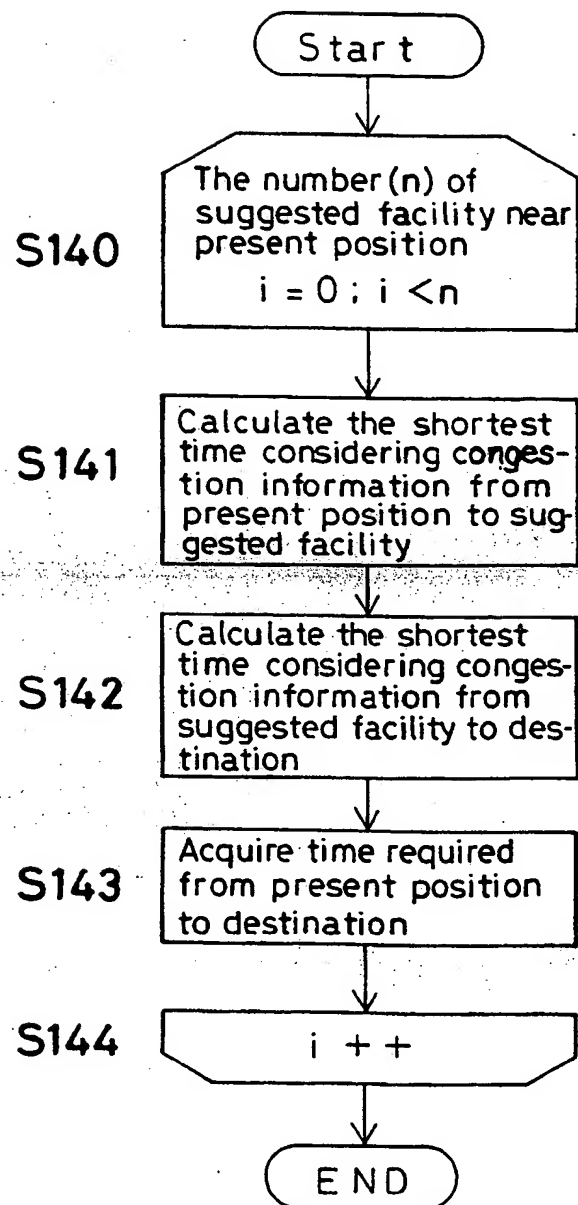 Start
S140
The number (n) of
suggested facility near
present position
i = 0 ; i < n
S141
Calculate the shortest
time considering conges-
tion information from
present position to sug-
gested facility
S142
Calculate the shortest
time considering conges-
tion information from
suggested facility to des-
tination
S143
Acquire time required
from present position
to destination
S144
i + +
END